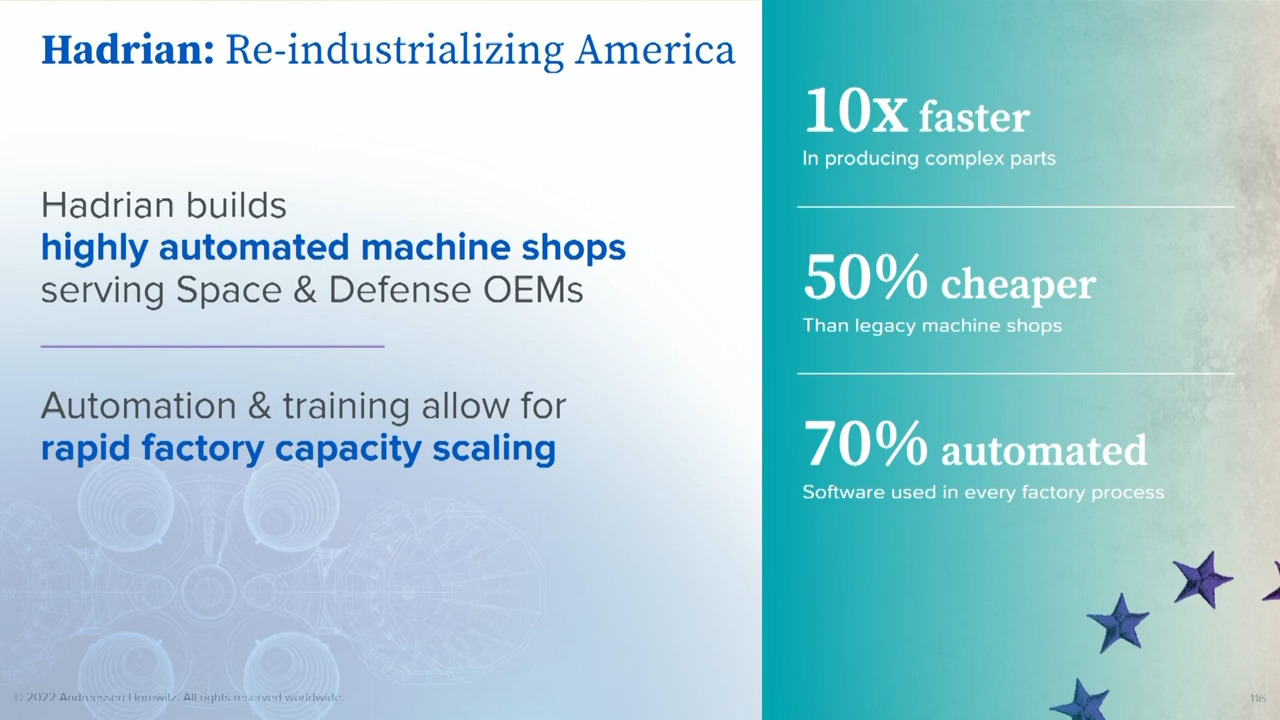 Hadrian: Re-industrializing America
Hadrian builds
highly automated machine shops
serving Space & Defense OEMs
Automation & training allow for
rapid factory capacity scaling
10x faster
In producing complex parts
50% cheaper
Than legacy machine shops
70% automated
Software used in every factory process
© 2022 Andreessen Horowitz. All rights reserved worldwide.
116